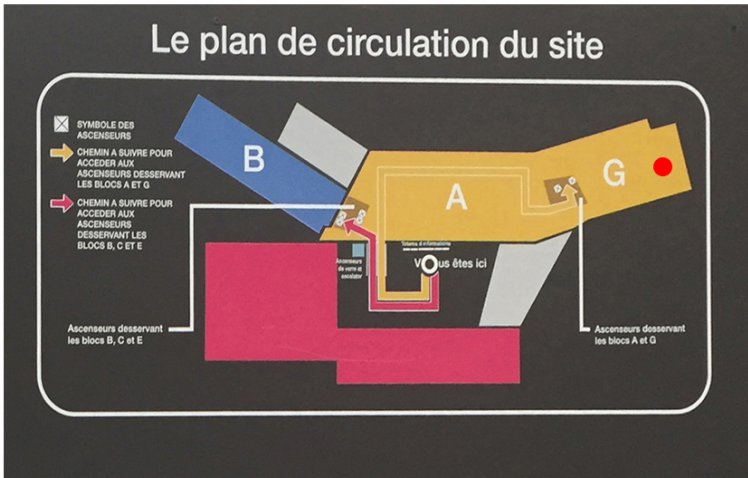 Le plan de circulation du site
SYMBOLE DES
ASCENSEURS
CHEMIN A SUIVRE POUR
ACCEDER AUX
ASCENSEURS DESSERVANT
LES BLOCS A ET G
CHEMIN A SUIVRE POUR
ACCEDER AUX
ASCENSEURS
DESSERVANT LES
BLOCS B, C ET E
B
A
G
Totems d'informations
Ascenseurs
de verre et
escalator
Vous êtes ici
Ascenseurs desservant
les blocs B, C et E
Ascenseurs desservant
les blocs A et G